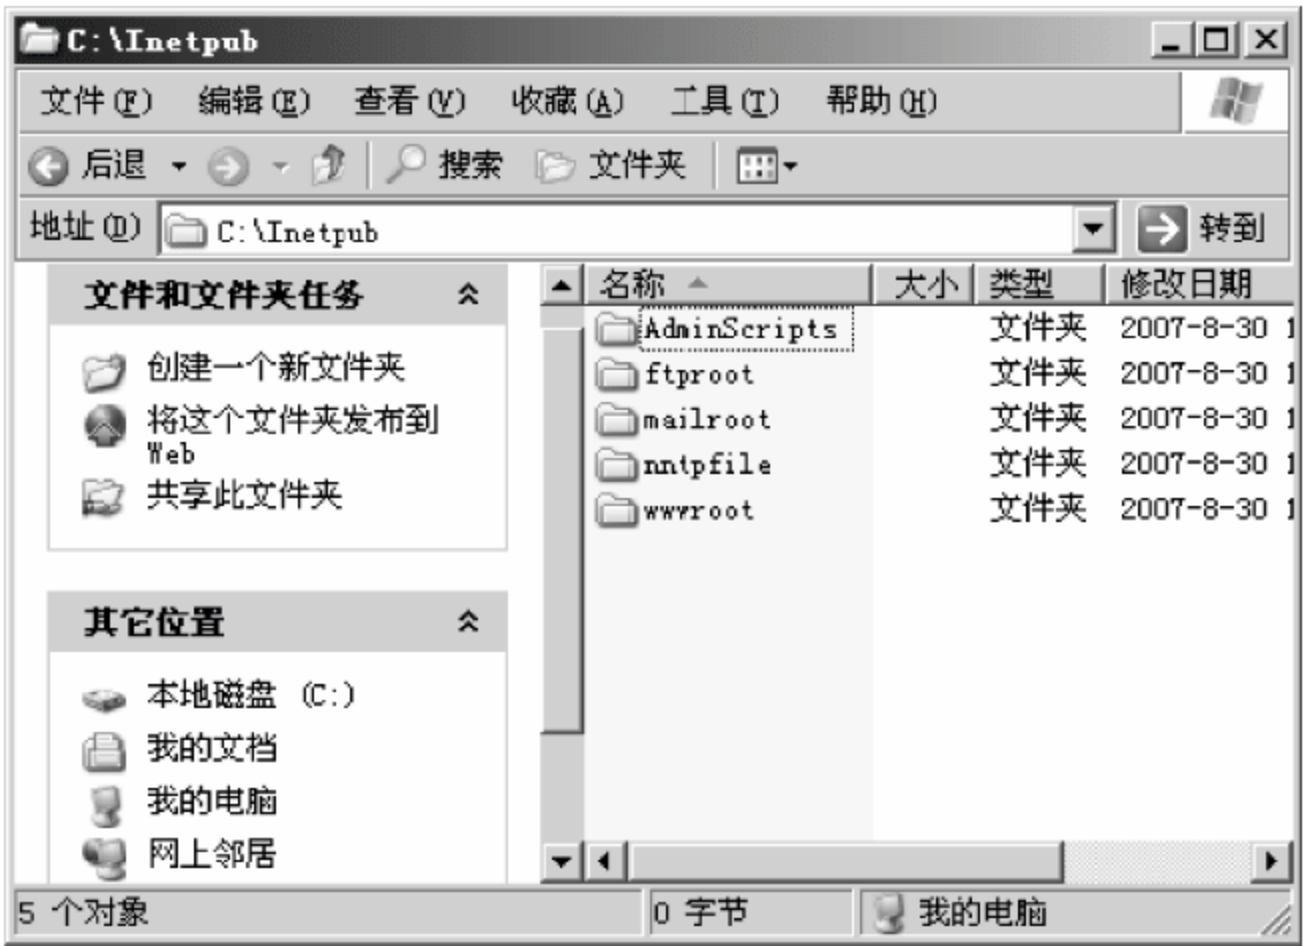 C:\Inetpub
文件(F) 编辑(E) 查看(V) 收藏(A) 工具(T) 帮助(H)
后退 搜索 文件夹
地址(D) C:\Inetpub 转到
文件和文件夹任务
创建一个新文件夹
将这个文件夹发布到
Web
共享此文件夹
其它位置
本地磁盘 (C:)
我的文档
我的电脑
网上邻居
名称 大小 类型 修改日期
AdminScripts 文件夹 2007-8-30 1
ftproot 文件夹 2007-8-30 1
mailroot 文件夹 2007-8-30 1
nntpfile 文件夹 2007-8-30 1
wwwroot 文件夹 2007-8-30 1
5 个对象 0 字节 我的电脑